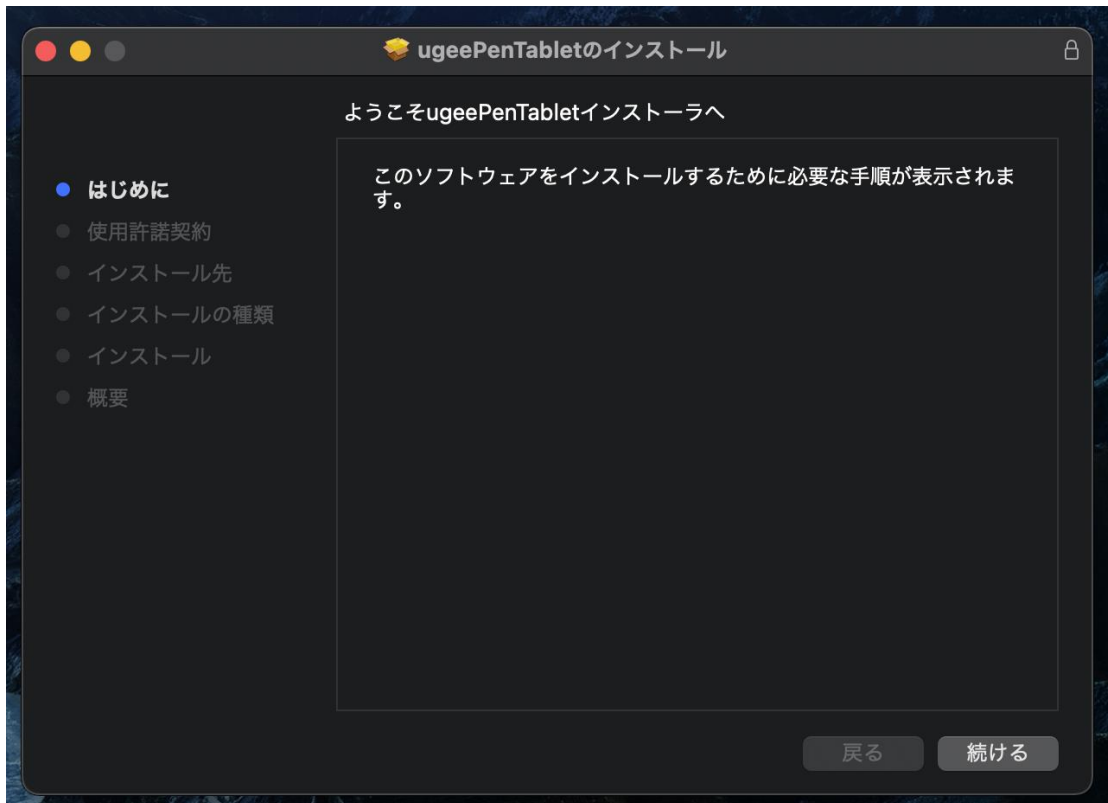 ugeePenTabletのインストール
ようこそugeePenTabletインストーラへ
はじめに
使用許諾契約
インストール先
インストールの種類
インストール
概要
このソフトウェアをインストールするために必要な手順が表示されま
す。
戻る
続ける